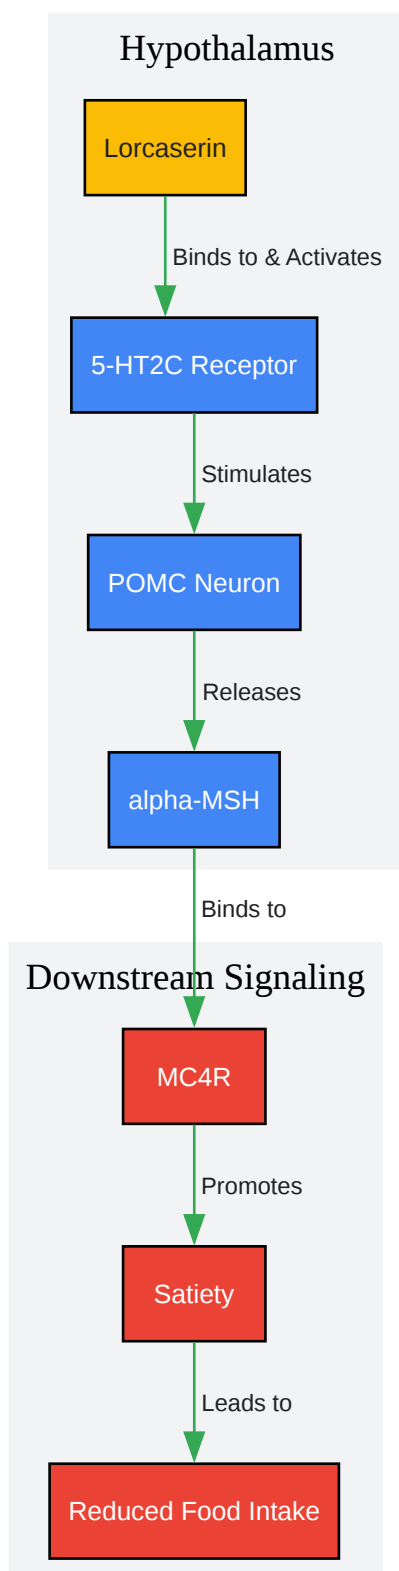 Hypothalamus
Lorcaserin
Binds to & Activates
5-HT2C Receptor
Stimulates
POMC Neuron
Releases
alpha-MSH
Binds to
Downstream Signaling
MC4R
Promotes
Satiety
Leads to
Reduced Food Intake